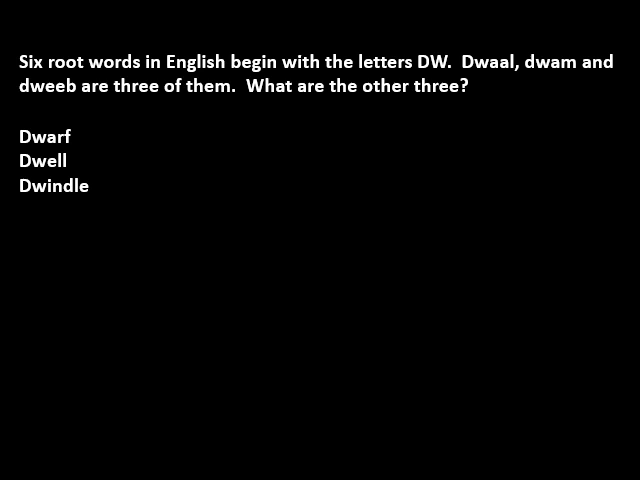 Six root words in English begin with the letters DW.  Dwaal, dwam and
dweeb are three of them.  What are the other three?
Dwarf
Dwell
Dwindle